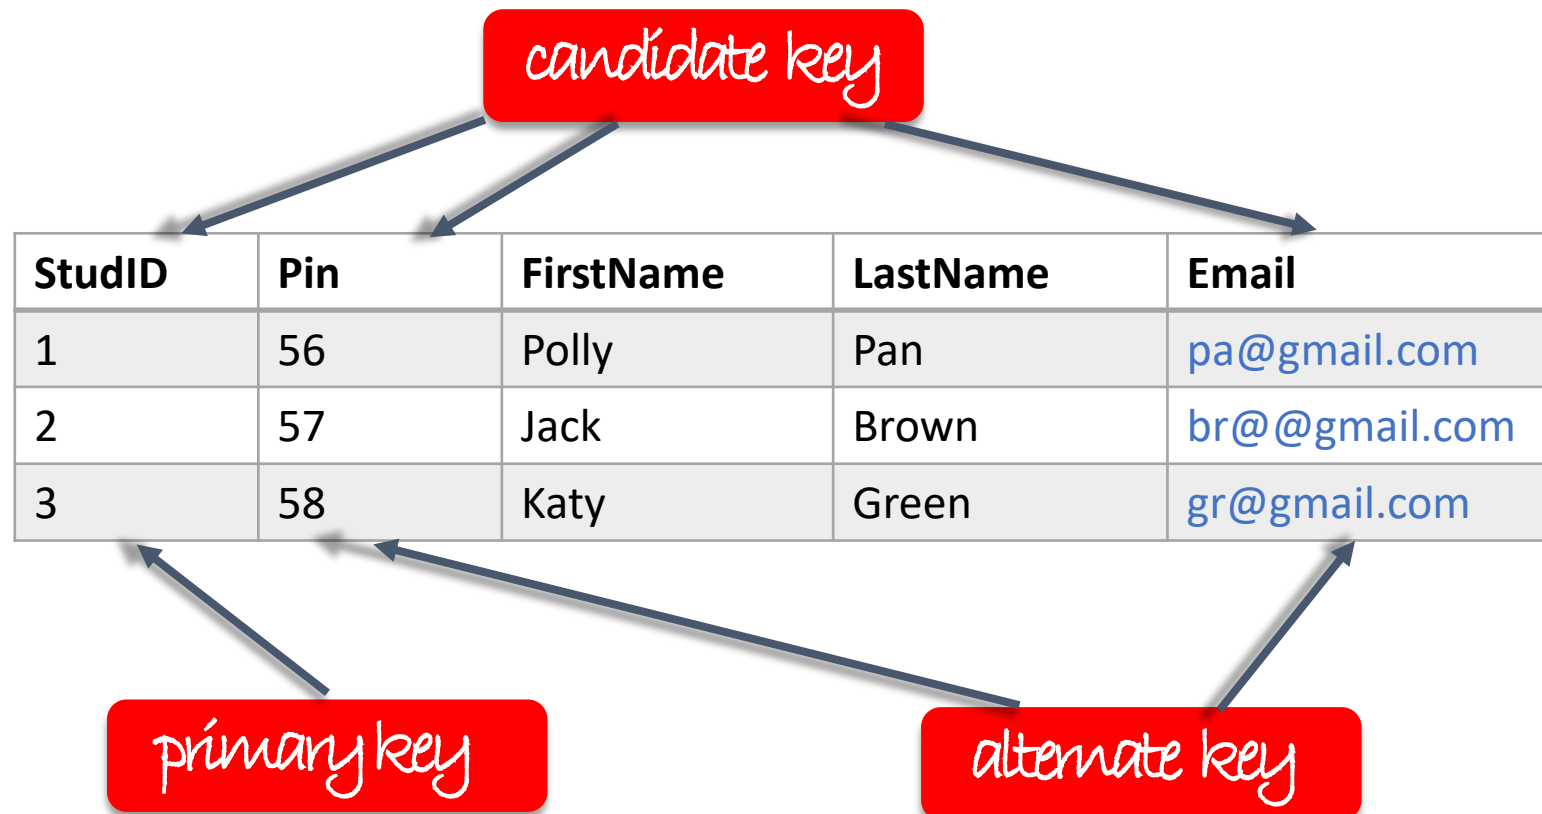 candidate key
StudID Pin FirstName LastName Email
1 56 Polly Pan pa@gmail.com
2 57 Jack Brown br@@gmail.com
3 58 Katy Green gr@gmail.com
primary key alternate key